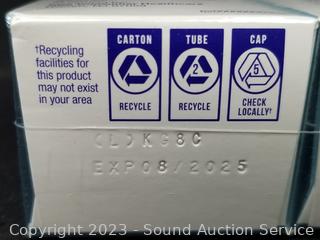 †Recycling
facilities for
this product
may not exist
in your area
CARTON
RECYCLE
TUBE
2
RECYCLE
CAP
5
CHECK
LOCALLY†
(L)KG8C
EXP08/2025
Copyright 2023 - Sound Auction Service